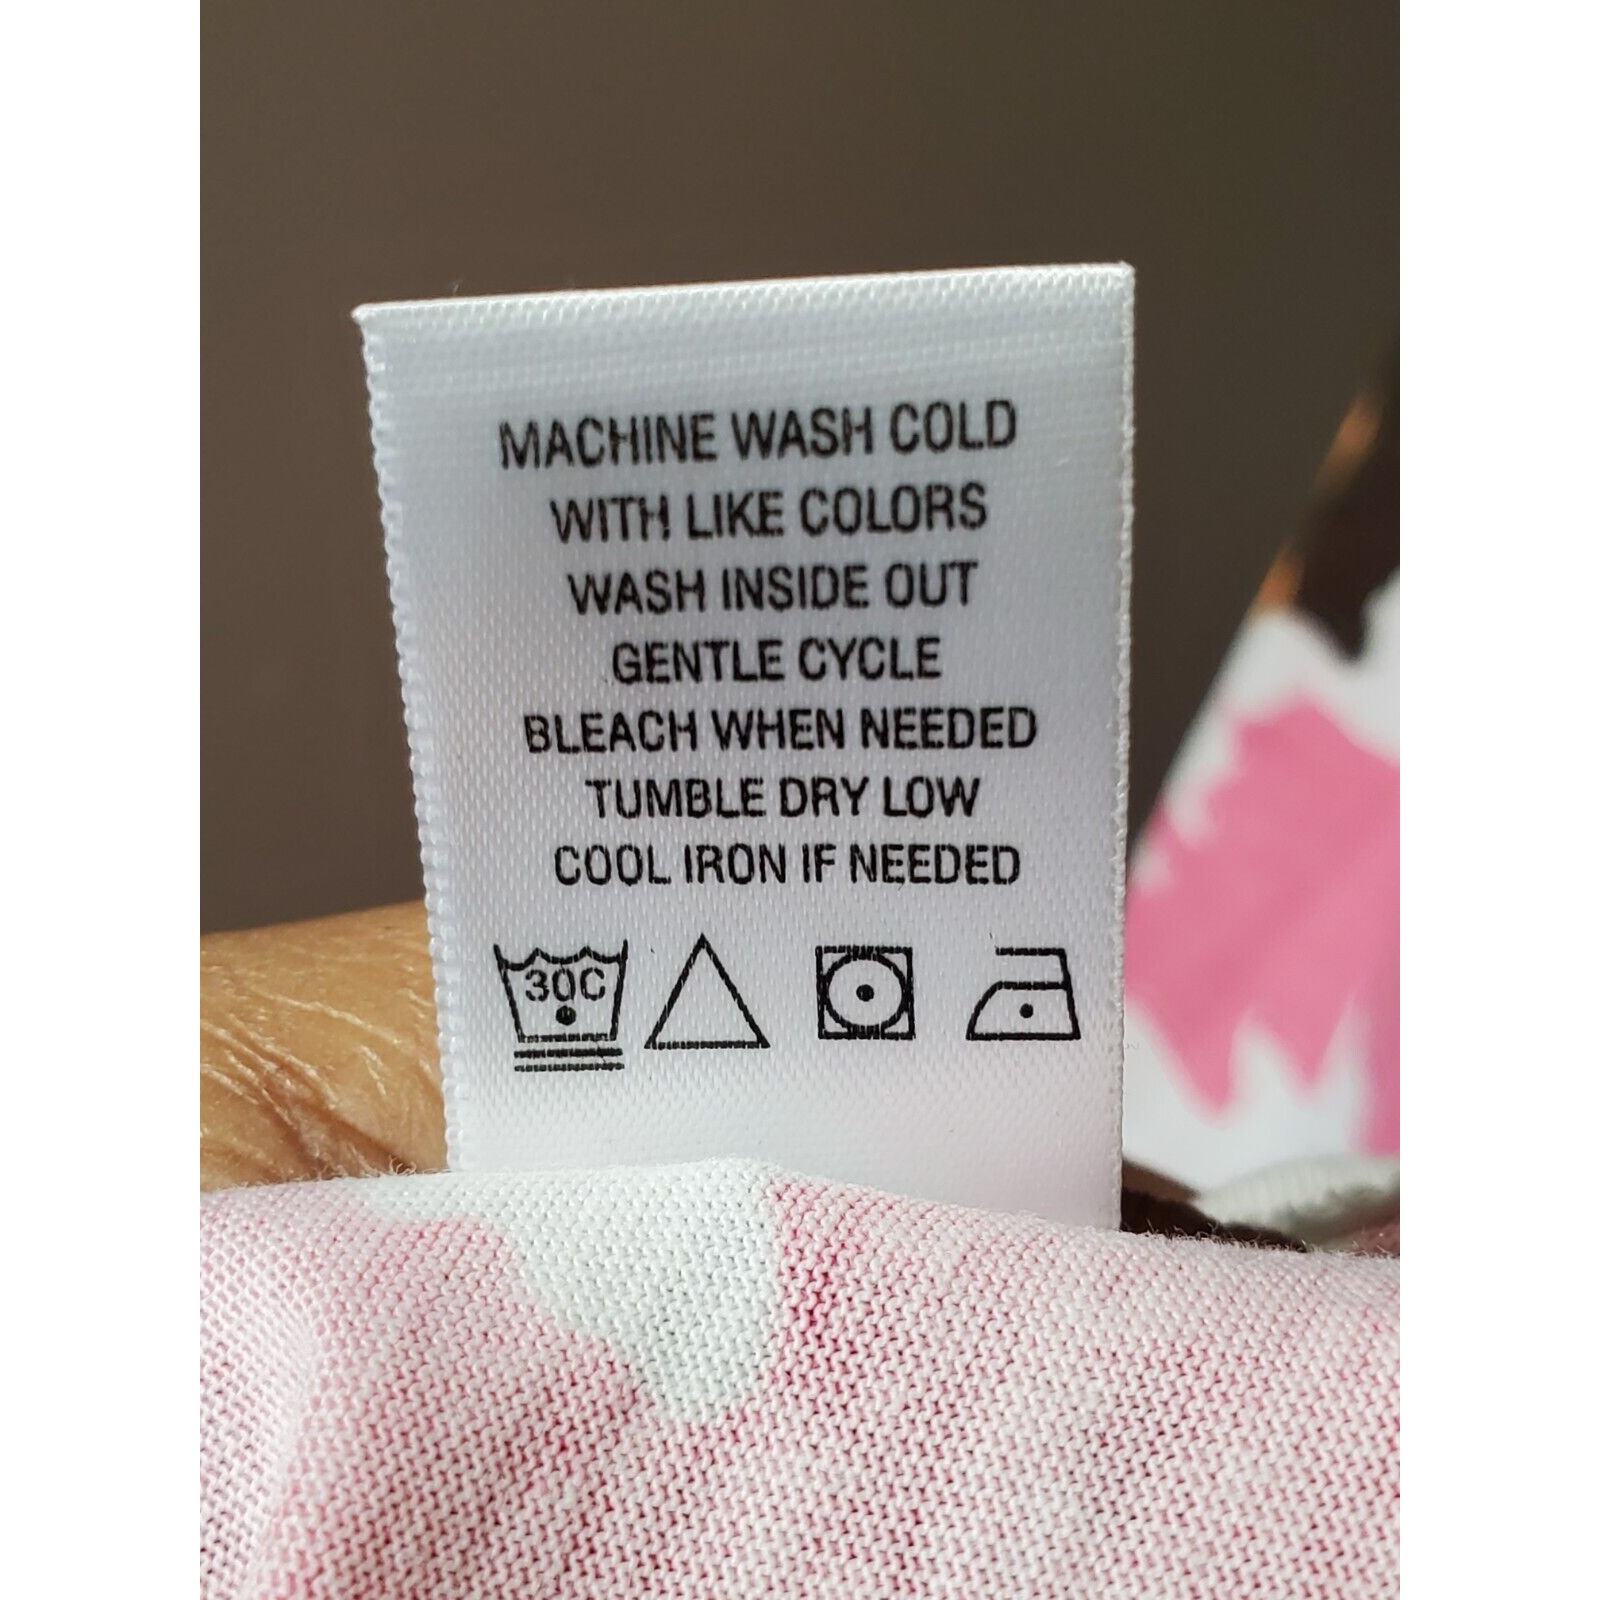 MACHINE WASH COLD
WITH LIKE COLORS
WASH INSIDE OUT
GENTLE CYCLE
BLEACH WHEN NEEDED
TUMBLE DRY LOW
COOL IRON IF NEEDED
30C